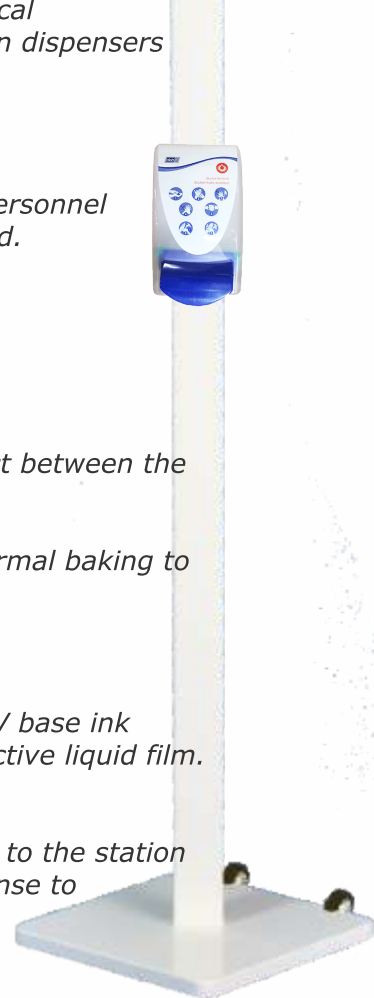 cal
n dispensers
ersonnel
d.
t between the
rmal baking to
/ base ink
ctive liquid film.
to the station
nse to